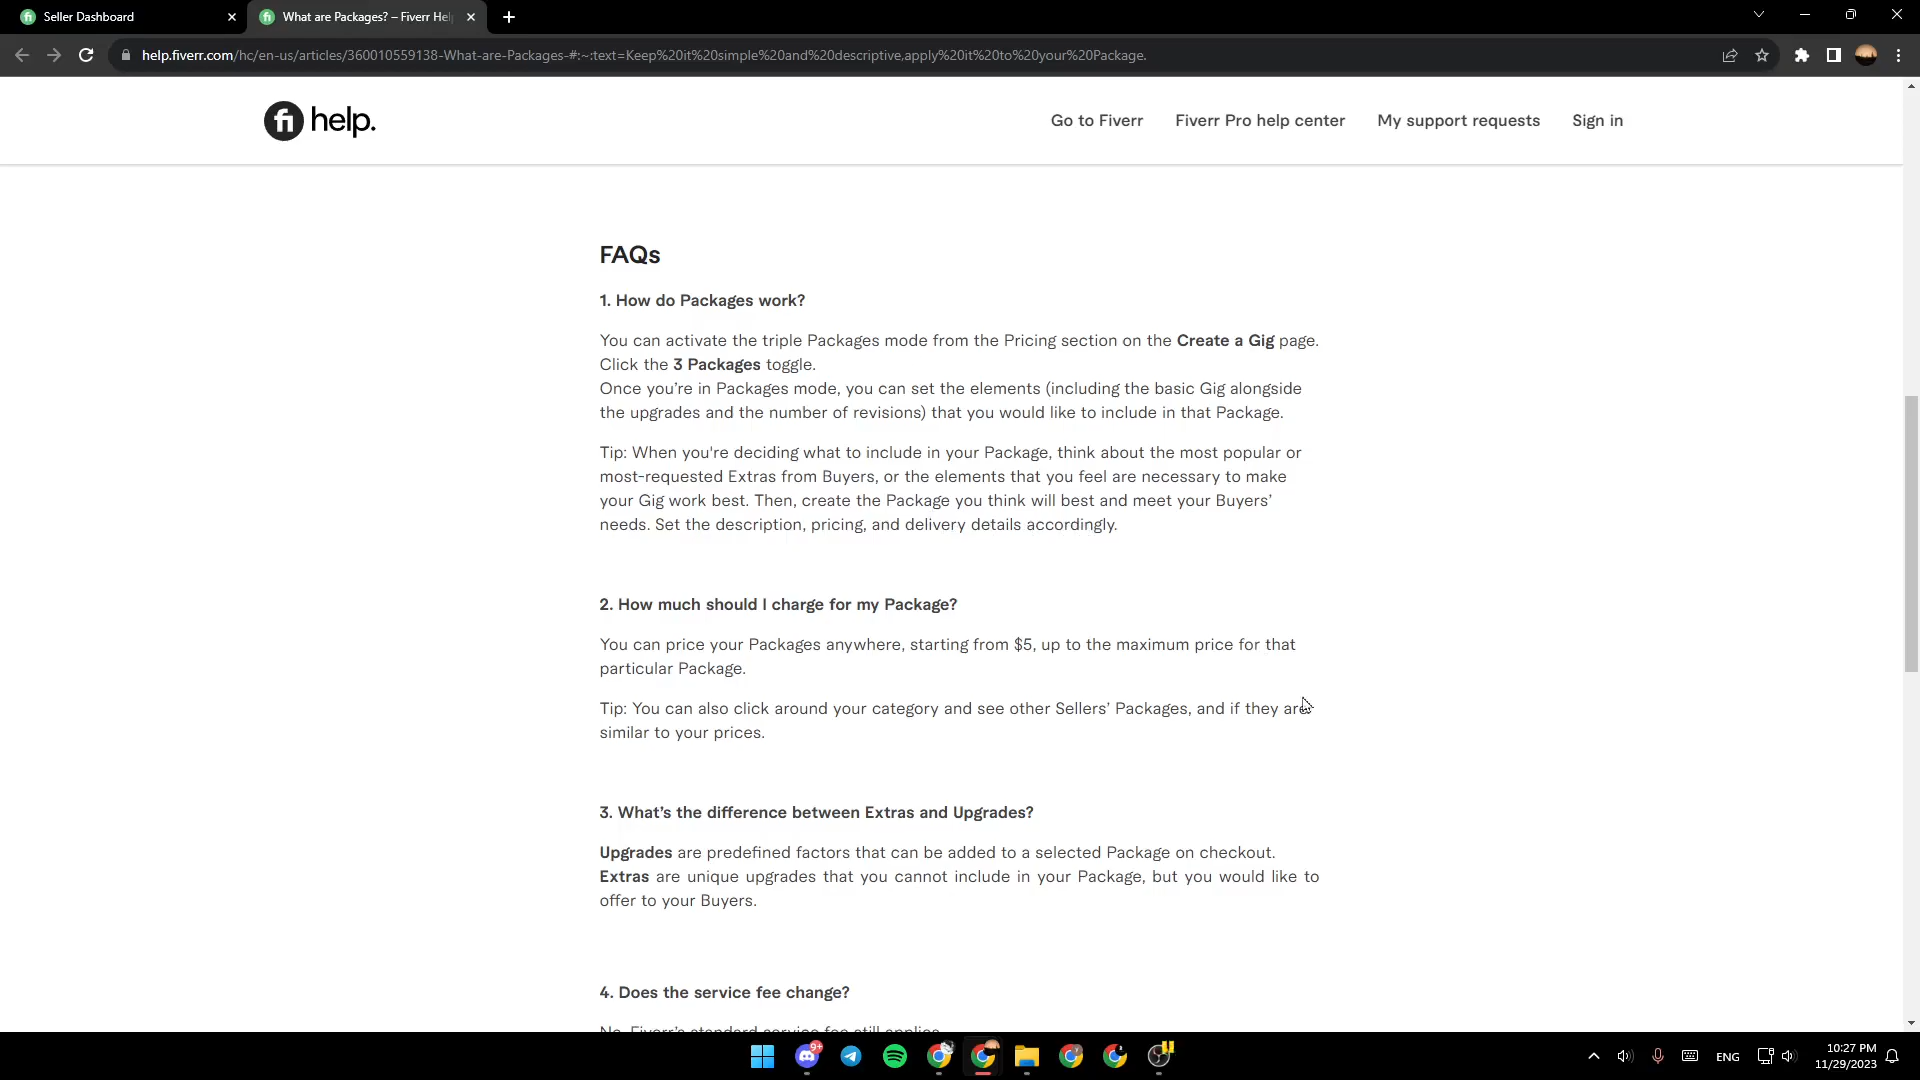 Seller Dashboard
What are Packages? – Fiverr Hel
help.fiverr.com/hc/en-us/articles/360010559138-What-are-Packages-#:~:text=Keep%20it%20simple%20and%20descriptive,apply%20it%20to%20your%20Package.
fi help.
Go to Fiverr
Fiverr Pro help center
My support requests
Sign in
FAQs
1. How do Packages work?
You can activate the triple Packages mode from the Pricing section on the Create a Gig page.
Click the 3 Packages toggle.
Once you’re in Packages mode, you can set the elements (including the basic Gig alongside
the upgrades and the number of revisions) that you would like to include in that Package.
Tip: When you're deciding what to include in your Package, think about the most popular or
most-requested Extras from Buyers, or the elements that you feel are necessary to make
your Gig work best. Then, create the Package you think will best and meet your Buyers’
needs. Set the description, pricing, and delivery details accordingly.
2. How much should I charge for my Package?
You can price your Packages anywhere, starting from $5, up to the maximum price for that
particular Package.
Tip: You can also click around your category and see other Sellers’ Packages, and if they are
similar to your prices.
3. What’s the difference between Extras and Upgrades?
Upgrades are predefined factors that can be added to a selected Package on checkout.
Extras are unique upgrades that you cannot include in your Package, but you would like to
offer to your Buyers.
4. Does the service fee change?
No, Fiverr’s standard service fee still applies.
9+
ENG
10:27 PM
11/29/2023